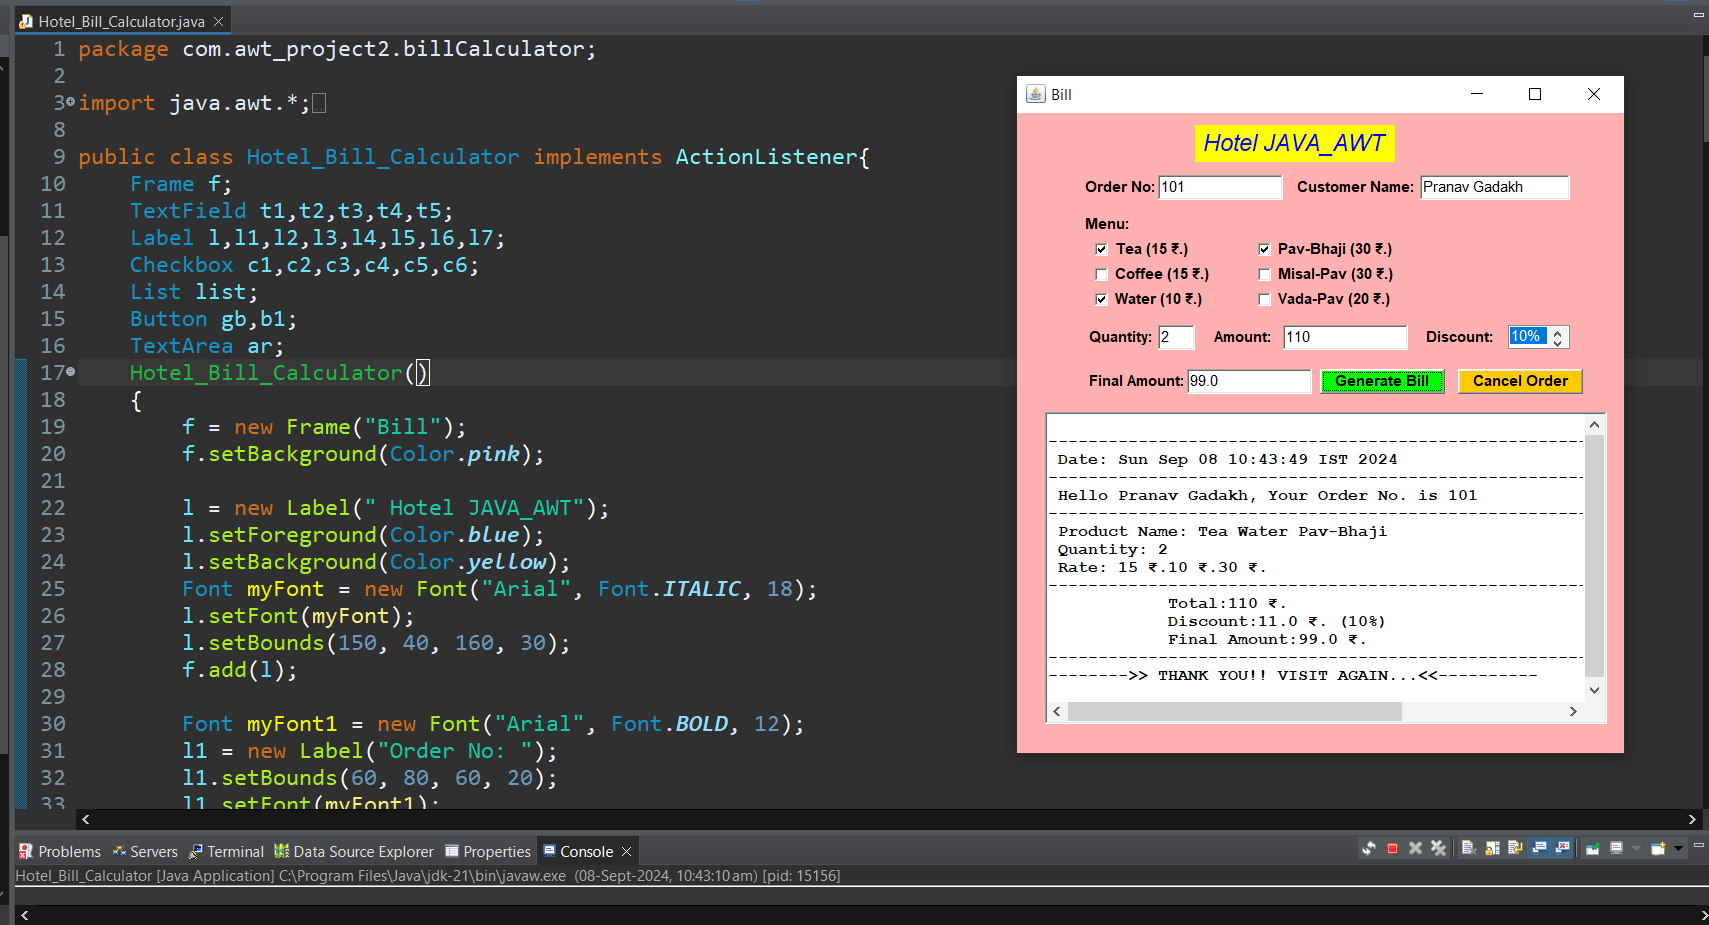 Hotel_Bill_Calculator.java
1 package com.awt_project2.billCalculator;
2
3 import java.awt.*;
8
9 public class Hotel_Bill_Calculator implements ActionListener{
10 Frame f;
11 TextField t1,t2,t3,t4,t5;
12 Label l,l1,l2,l3,l4,l5,l6,l7;
13 Checkbox c1,c2,c3,c4,c5,c6;
14 List list;
15 Button gb,b1;
16 TextArea ar;
17 Hotel_Bill_Calculator()
18 {
19 f = new Frame("Bill");
20 f.setBackground(Color.pink);
21
22 l = new Label(" Hotel JAVA_AWT");
23 l.setForeground(Color.blue);
24 l.setBackground(Color.yellow);
25 Font myFont = new Font("Arial", Font.ITALIC, 18);
26 l.setFont(myFont);
27 l.setBounds(150, 40, 160, 30);
28 f.add(l);
29
30 Font myFont1 = new Font("Arial", Font.BOLD, 12);
31 l1 = new Label("Order No: ");
32 l1.setBounds(60, 80, 60, 20);
33 l1.setFont(myFont1);
Bill
Hotel JAVA_AWT
Order No: 101 Customer Name: Pranav Gadakh
Menu:
Tea (15 ₹.) Pav-Bhaji (30 ₹.)
Coffee (15 ₹.) Misal-Pav (30 ₹.)
Water (10 ₹.) Vada-Pav (20 ₹.)
Quantity: 2 Amount: 110 Discount: 10%
Final Amount: 99.0 Generate Bill Cancel Order
------------------------------------------------------
Date: Sun Sep 08 10:43:49 IST 2024
------------------------------------------------------
Hello Pranav Gadakh, Your Order No. is 101
------------------------------------------------------
Product Name: Tea Water Pav-Bhaji
Quantity: 2
Rate: 15 ₹.10 ₹.30 ₹.
------------------------------------------------------
Total:110 ₹.
Discount:11.0 ₹. (10%)
Final Amount:99.0 ₹.
------------------------------------------------------
-------->> THANK YOU!! VISIT AGAIN...<<----------
Problems Servers Terminal Data Source Explorer Properties Console
Hotel_Bill_Calculator [Java Application] C:\Program Files\Java\jdk-21\bin\javaw.exe (08-Sept-2024, 10:43:10 am) [pid: 15156]